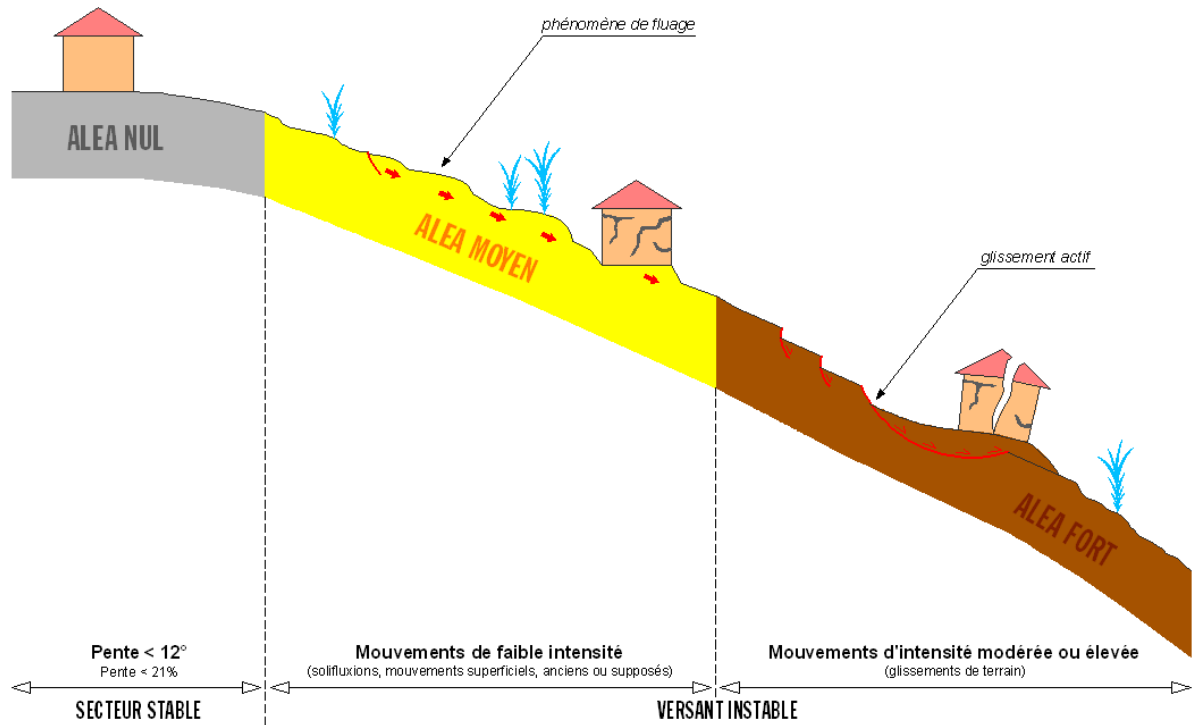 phénomène de fluage
ALEA NUL
ALEA MOYEN
glissement actif
ALEA FORT
Pente < 12°
Pente < 21%
Mouvements de faible intensité
(solifluxions, mouvements superficiels, anciens ou supposés)
Mouvements d'intensité modérée ou élevée
(glissements de terrain)
SECTEUR STABLE
VERSANT INSTABLE